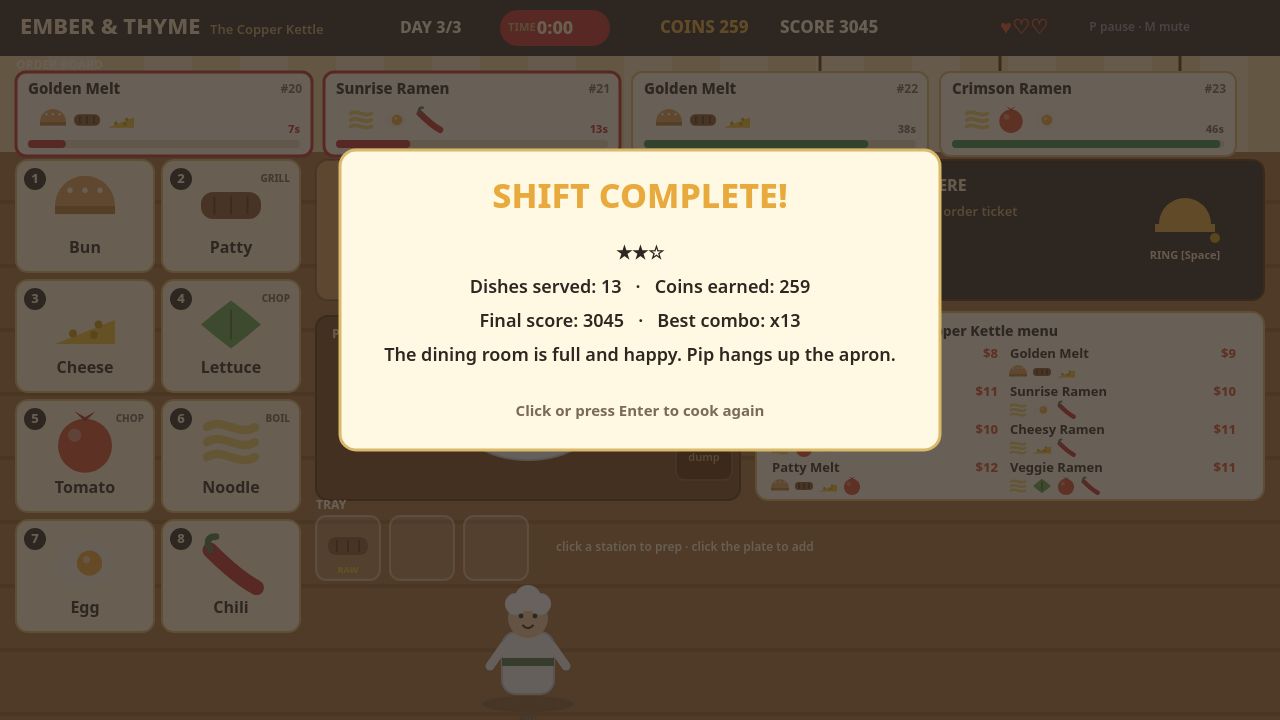 EMBER & THYME The Copper Kettle DAY 3/3 TIME 0:00 COINS 259 SCORE 3045 ♥♡♡ P pause · M mute
ORDER BOARD
Golden Melt #20
7s
Sunrise Ramen #21
13s
Golden Melt #22
38s
Crimson Ramen #23
46s
1
Bun
2 GRILL
Patty
3
Cheese
4 CHOP
Lettuce
5 CHOP
Tomato
6 BOIL
Noodle
7
Egg
8
Chili
SHIFT COMPLETE!
★★☆
Dishes served: 13 · Coins earned: 259
Final score: 3045 · Best combo: x13
The dining room is full and happy. Pip hangs up the apron.
Click or press Enter to cook again
order ticket
RING [Space]
Kettle menu
$8 Golden Melt $9
$11 Sunrise Ramen $10
$10 Cheesy Ramen $11
Patty Melt $12 Veggie Ramen $11
dump
TRAY
RAW
click a station to prep · click the plate to add